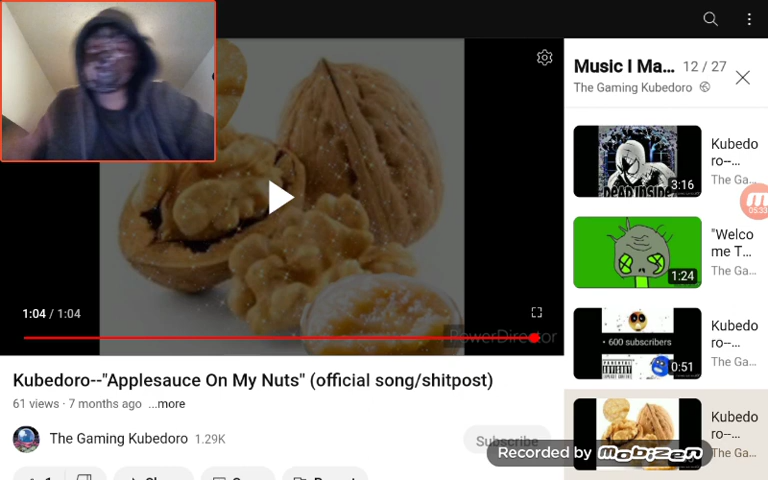 Music I Ma... 12 / 27
The Gaming Kubedoro
Kubedo
ro--...
The Ga...
3:16
DEAD INSIDE
05:33
"Welco
me T...
The Ga...
1:24
Kubedo
ro--...
The Ga...
• 600 subscribers
0:51
Kubedo
ro--...
The Ga...
1:04 / 1:04
PowerDirector
Kubedoro--"Applesauce On My Nuts" (official song/shitpost)
61 views · 7 months ago ...more
The Gaming Kubedoro 1.29K
Subscribe
Recorded by mobizen
1